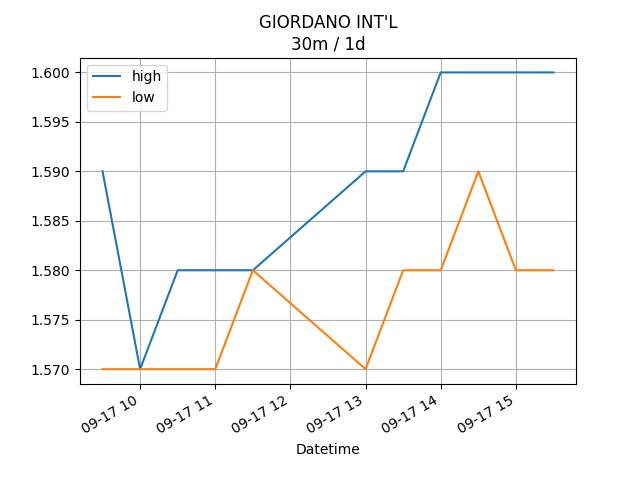 GIORDANO INT'L
30m / 1d
high
low
1.600
1.595
1.590
1.585
1.580
1.575
1.570
09-17 10
09-17 11
09-17 12
09-17 13
09-17 14
09-17 15
Datetime